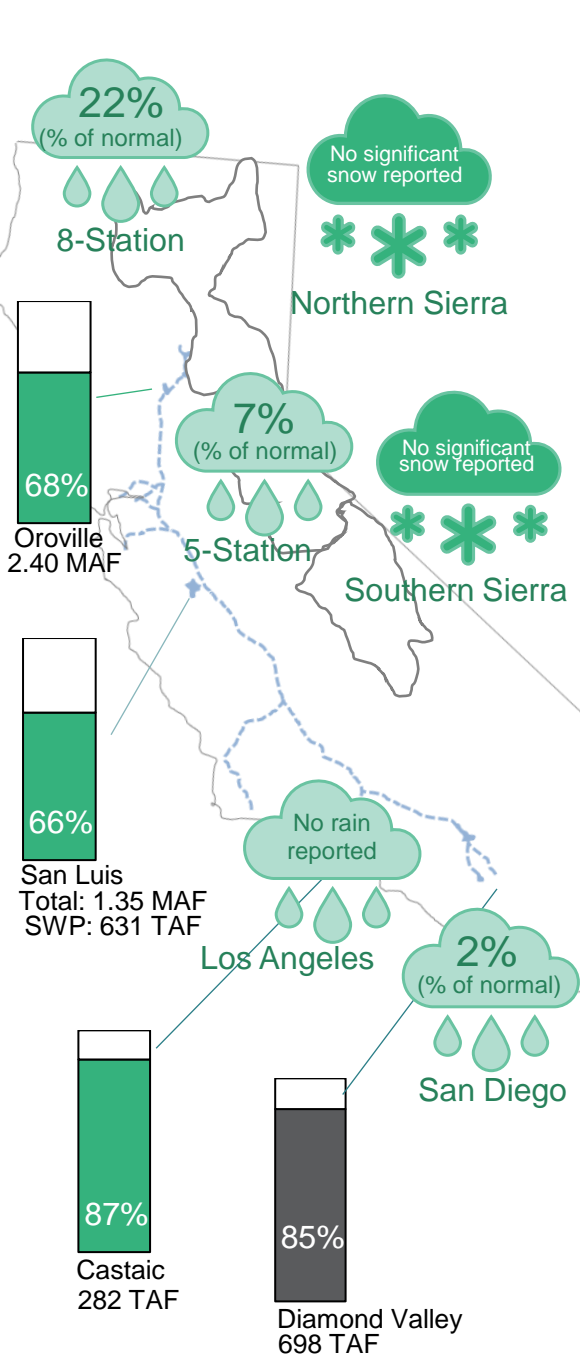 22%
(% of normal)
8-Station
No significant
snow reported
Northern Sierra
68%
Oroville
2.40 MAF
7%
(% of normal)
5-Station
No significant
snow reported
Southern Sierra
66%
San Luis
Total: 1.35 MAF
SWP: 631 TAF
No rain
reported
Los Angeles
2%
(% of normal)
San Diego
87%
Castaic
282 TAF
85%
Diamond Valley
698 TAF